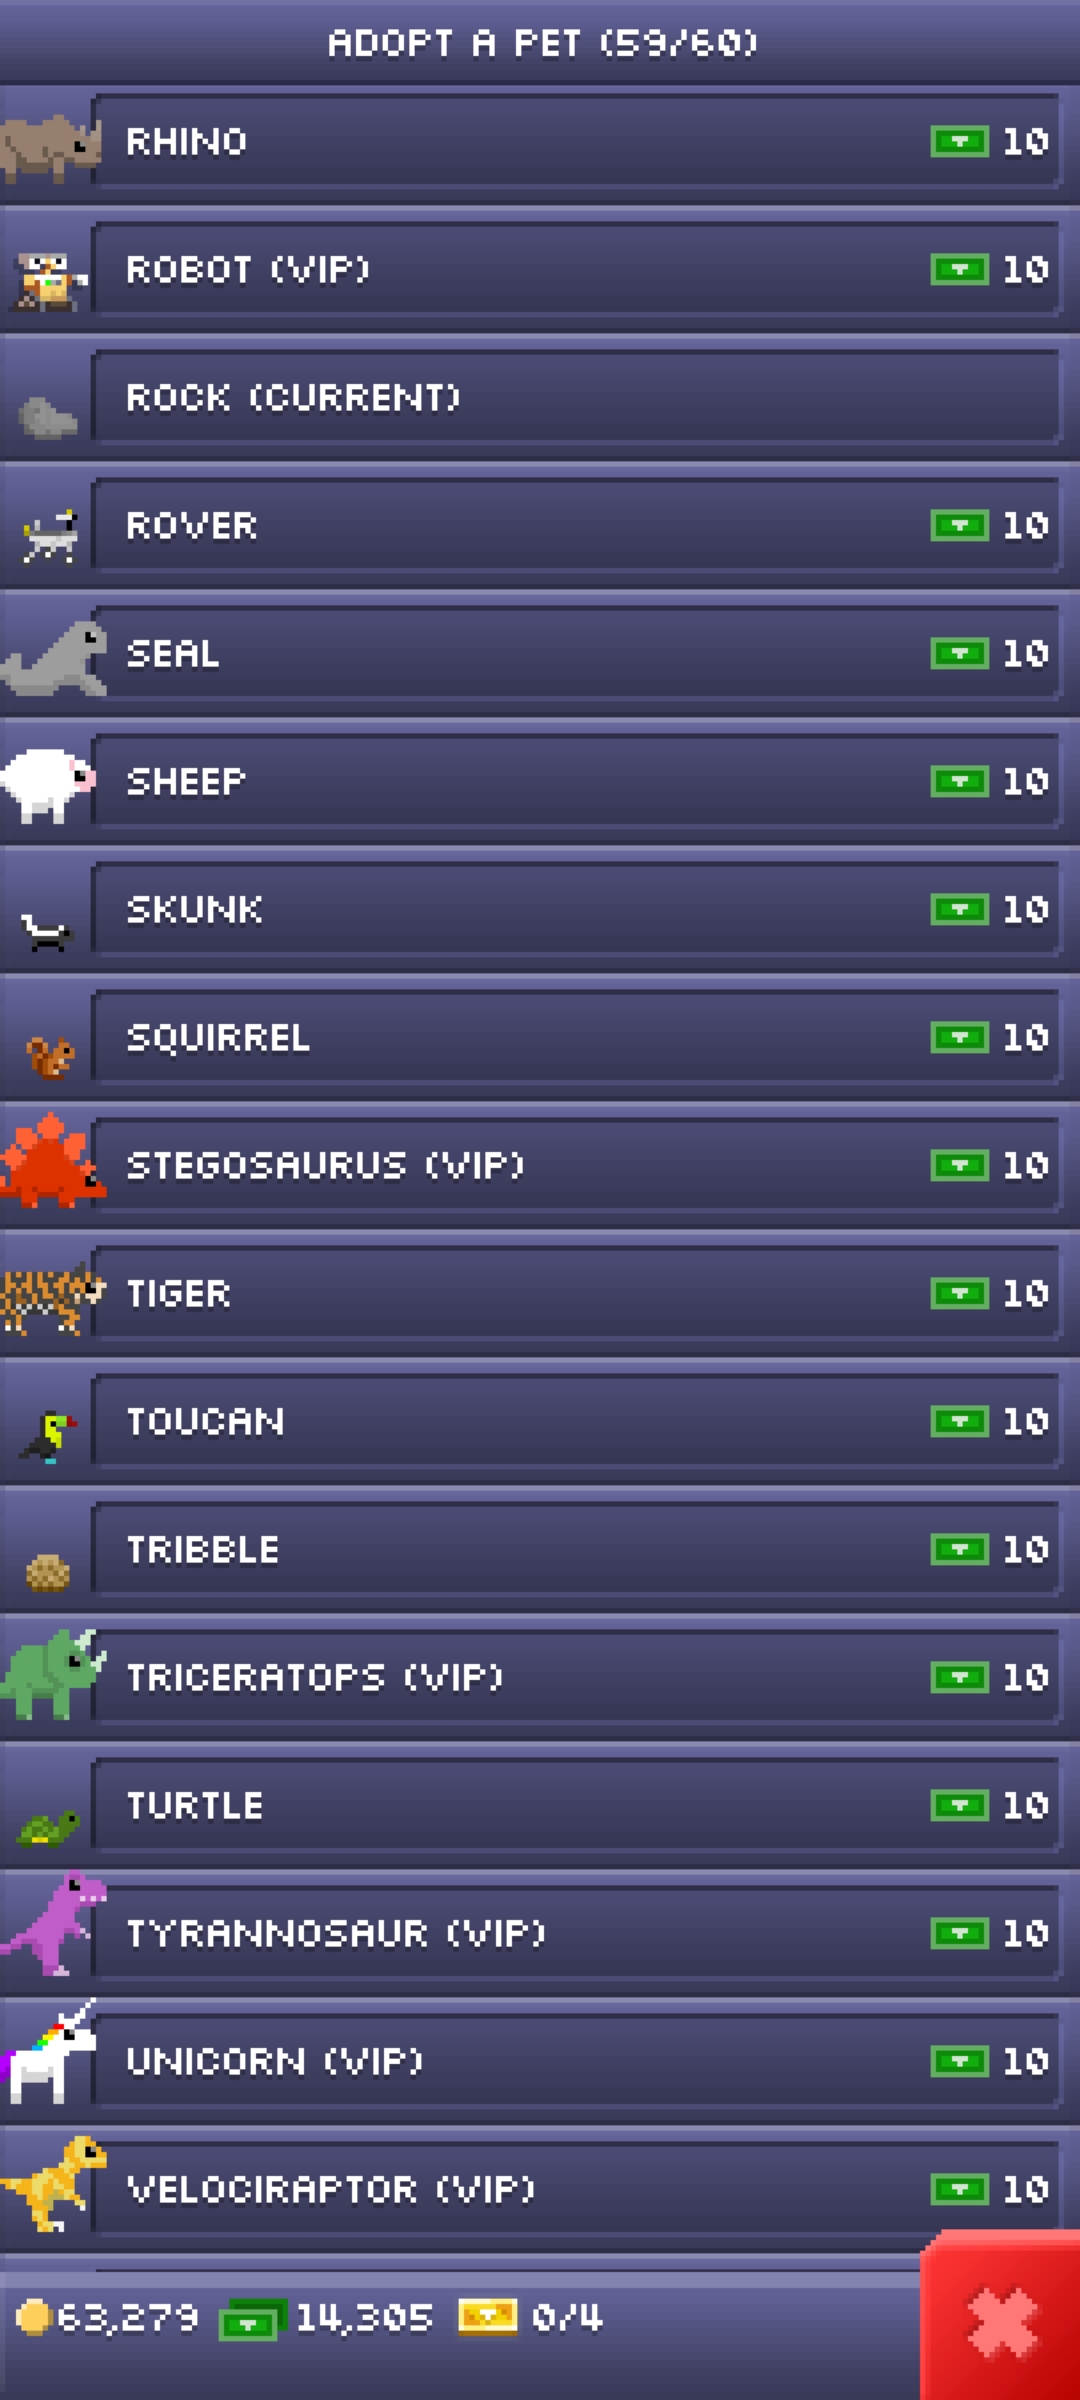 ADOPT A PET (59/60)
RHINO 10
ROBOT (VIP) 10
ROCK (CURRENT)
ROVER 10
SEAL 10
SHEEP 10
SKUNK 10
SQUIRREL 10
STEGOSAURUS (VIP) 10
TIGER 10
TOUCAN 10
TRIBBLE 10
TRICERATOPS (VIP) 10
TURTLE 10
TYRANNOSAUR (VIP) 10
UNICORN (VIP) 10
VELOCIRAPTOR (VIP) 10
63,279 14,305 0/4